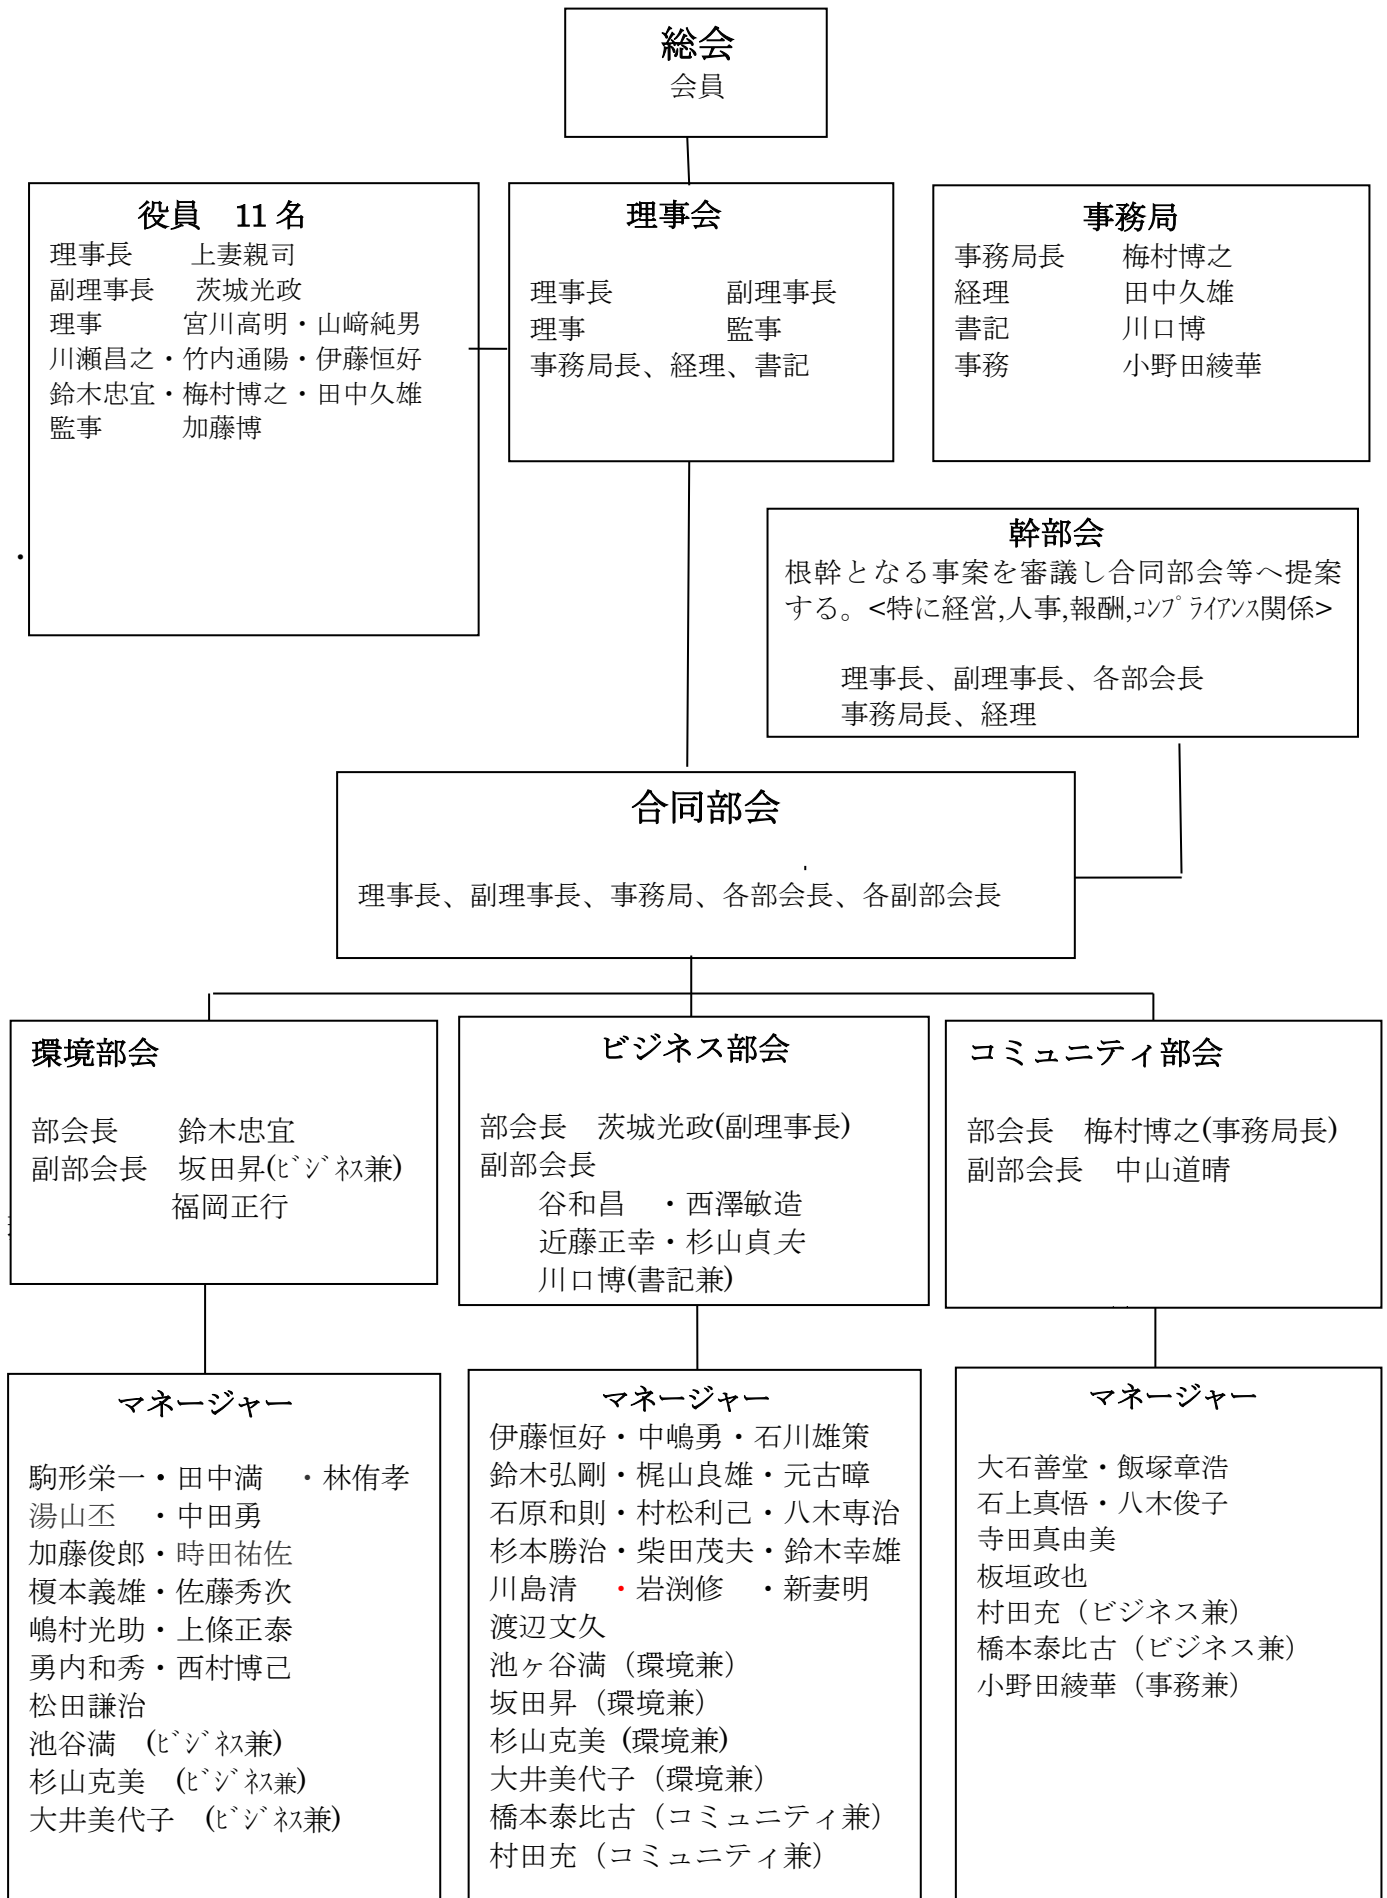 総会
会員
役員　11 名
理事長　　上妻親司
副理事長　茨城光政
理事　　　宮川高明・山﨑純男
川瀬昌之・竹内通陽・伊藤恒好
鈴木忠宜・梅村博之・田中久雄
監事　　　加藤博
理事会
理事長　　　　副理事長
理事　　　　　監事
事務局長、経理、書記
事務局
事務局長　　梅村博之
経理　　　　田中久雄
書記　　　　川口博
事務　　　　小野田綾華
幹部会
根幹となる事案を審議し合同部会等へ提案
する。<特に経営,人事,報酬,ｺﾝﾌﾟﾗｲｱﾝｽ関係>
理事長、副理事長、各部会長
事務局長、経理
合同部会
理事長、副理事長、事務局、各部会長、各副部会長
環境部会
部会長　　鈴木忠宜
副部会長　坂田昇(ﾋﾞｼﾞﾈｽ兼)
福岡正行
ビジネス部会
部会長　茨城光政(副理事長)
副部会長
谷和昌　・西澤敏造
近藤正幸・杉山貞夫
川口博(書記兼)
コミュニティ部会
部会長　梅村博之(事務局長)
副部会長　中山道晴
マネージャー
駒形栄一・田中満　・林侑孝
湯山丕　・中田勇
加藤俊郎・時田祐佐
榎本義雄・佐藤秀次
嶋村光助・上條正泰
勇内和秀・西村博己
松田謙治
池谷満　(ﾋﾞｼﾞﾈｽ兼)
杉山克美　(ﾋﾞｼﾞﾈｽ兼)
大井美代子　(ﾋﾞｼﾞﾈｽ兼)
マネージャー
伊藤恒好・中嶋勇・石川雄策
鈴木弘剛・梶山良雄・元古暲
石原和則・村松利己・八木専治
杉本勝治・柴田茂夫・鈴木幸雄
川島清　・岩渕修　・新妻明
渡辺文久
池ヶ谷満（環境兼）
坂田昇（環境兼）
杉山克美 (環境兼)
大井美代子（環境兼）
橋本泰比古（コミュニティ兼）
村田充（コミュニティ兼）
マネージャー
大石善堂・飯塚章浩
石上真悟・八木俊子
寺田真由美
板垣政也
村田充（ビジネス兼）
橋本泰比古（ビジネス兼）
小野田綾華（事務兼）